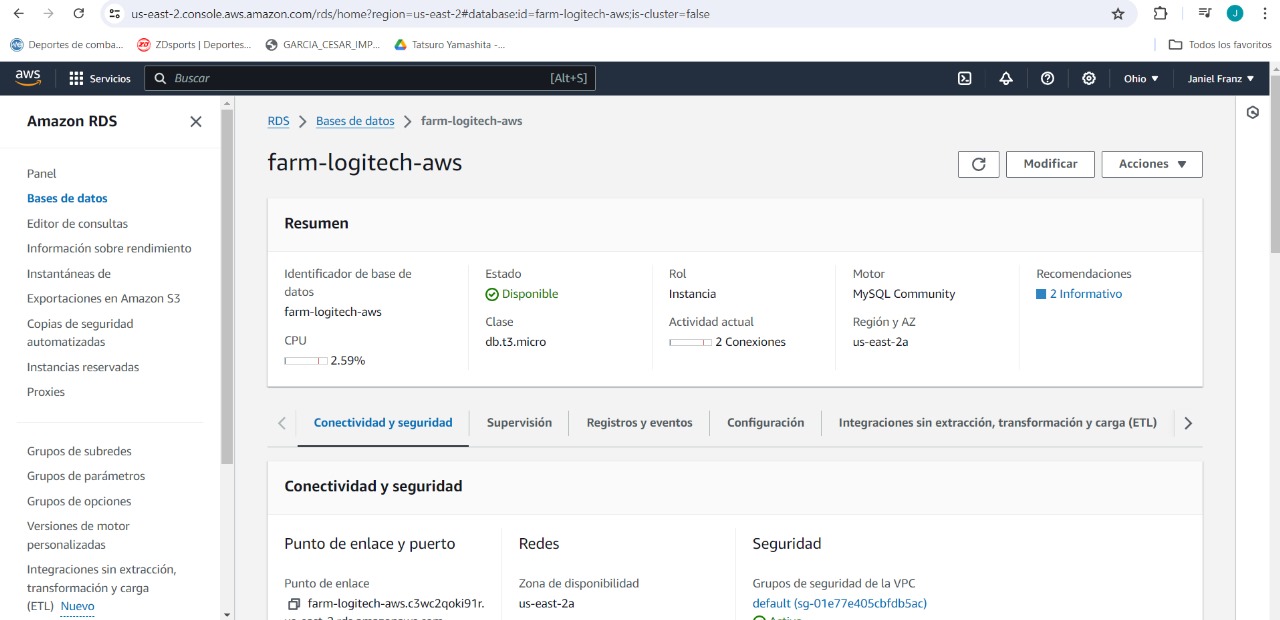 us-east-2.console.aws.amazon.com/rds/home?region=us-east-2#database:id=farm-logitech-aws;is-cluster=false
J
Deportes de comba...
ZDsports | Deportes...
GARCIA_CESAR_IMP...
Tatsuro Yamashita -...
Todos los favoritos
aws
Servicios
Buscar
[Alt+S]
Ohio
Janiel Franz
Amazon RDS
Panel
Bases de datos
Editor de consultas
Información sobre rendimiento
Instantáneas de
Exportaciones en Amazon S3
Copias de seguridad
automatizadas
Instancias reservadas
Proxies
Grupos de subredes
Grupos de parámetros
Grupos de opciones
Versiones de motor
personalizadas
Integraciones sin extracción,
transformación y carga
(ETL) Nuevo
RDS
Bases de datos
farm-logitech-aws
farm-logitech-aws
Modificar
Acciones
Resumen
Identificador de base de
datos
farm-logitech-aws
CPU
2.59%
Estado
Disponible
Clase
db.t3.micro
Rol
Instancia
Actividad actual
2 Conexiones
Motor
MySQL Community
Región y AZ
us-east-2a
Recomendaciones
2 Informativo
Conectividad y seguridad
Supervisión
Registros y eventos
Configuración
Integraciones sin extracción, transformación y carga (ETL)
Conectividad y seguridad
Punto de enlace y puerto
Punto de enlace
farm-logitech-aws.c3wc2qoki91r.
us-east-2.rds.amazonaws.com
Redes
Zona de disponibilidad
us-east-2a
Seguridad
Grupos de seguridad de la VPC
default (sg-01e77e405cbfdb5ac)